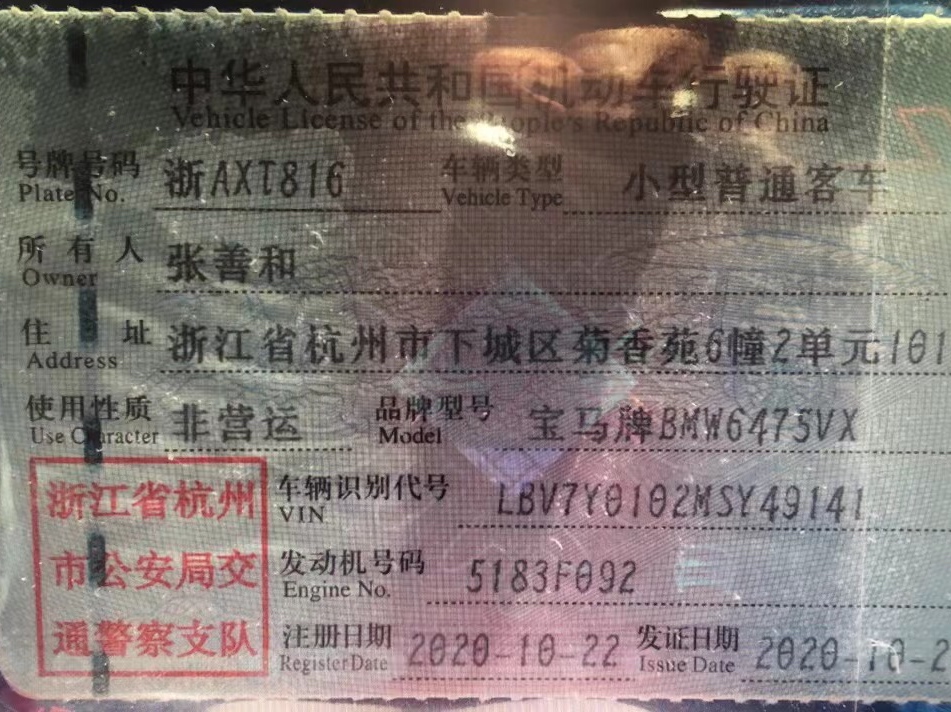 中华人民共和国机动车行驶证
Vehicle License of the People's Republic of China
号牌号码 浙AXT816 车辆类型 小型普通客车
Plate No. Vehicle Type
所有人 张善和
Owner
住址 浙江省杭州市下城区菊香苑6幢2单元101
Address
使用性质 非营运 品牌型号 宝马牌BMW6475VX
Use Character Model
浙江省杭州 车辆识别代号 LBV7Y0102MSY49141
VIN
市公安局交 发动机号码 5183F092
Engine No.
通警察支队 注册日期 2020-10-22 发证日期 2020-10-2
Register Date Issue Date